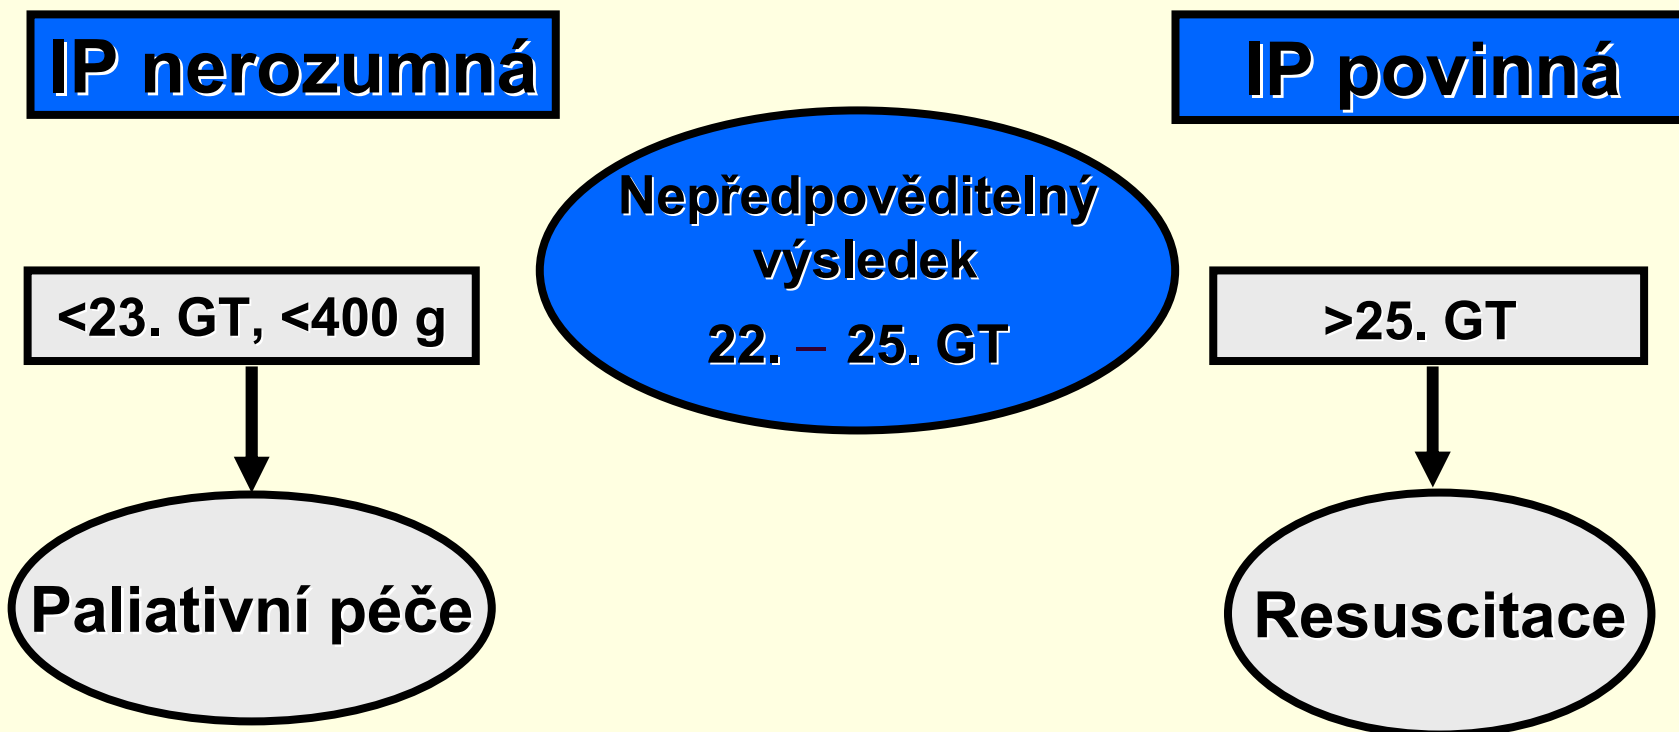 IP nerozumná
IP povinná
Nepředpověditelný
výsledek
22. – 25. GT
<23. GT, <400 g
>25. GT
Paliativní péče
Resuscitace